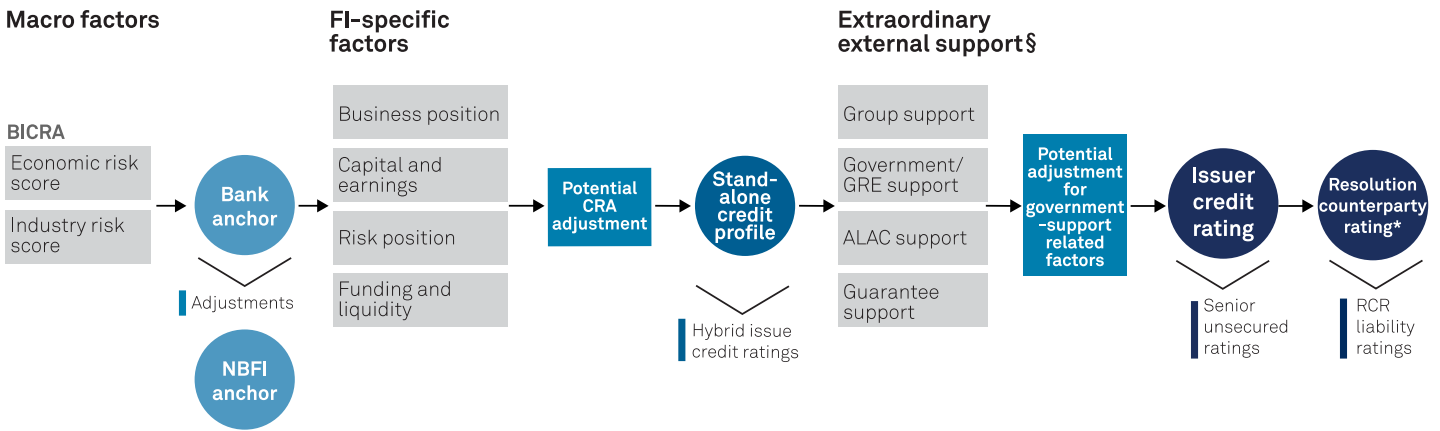 Macro factors
BICRA
Economic risk
score
Industry risk
score
Bank
anchor
Adjustments
NBFI
anchor
FI-specific
factors
Business position
Capital and
earnings
Risk position
Funding and
liquidity
Potential
CRA
adjustment
Stand-
alone
credit
profile
Hybrid issue
credit ratings
Extraordinary
external support§
Group support
Government/
GRE support
ALAC support
Guarantee
support
Potential
adjustment
for
government
-support
related
factors
Issuer
credit
rating
Senior
unsecured
ratings
Resolution
counterparty
rating*
RCR
liability
ratings